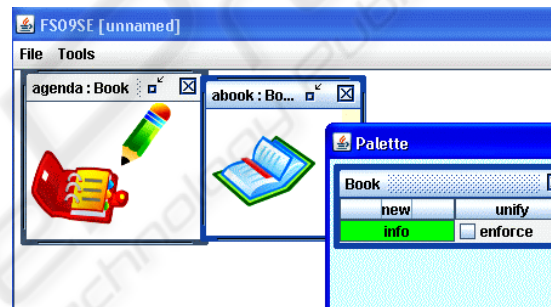 FS09SE [unnamed]
File Tools
agenda : Book
abook : Bo...
Palette
Book
new unify
info enforce